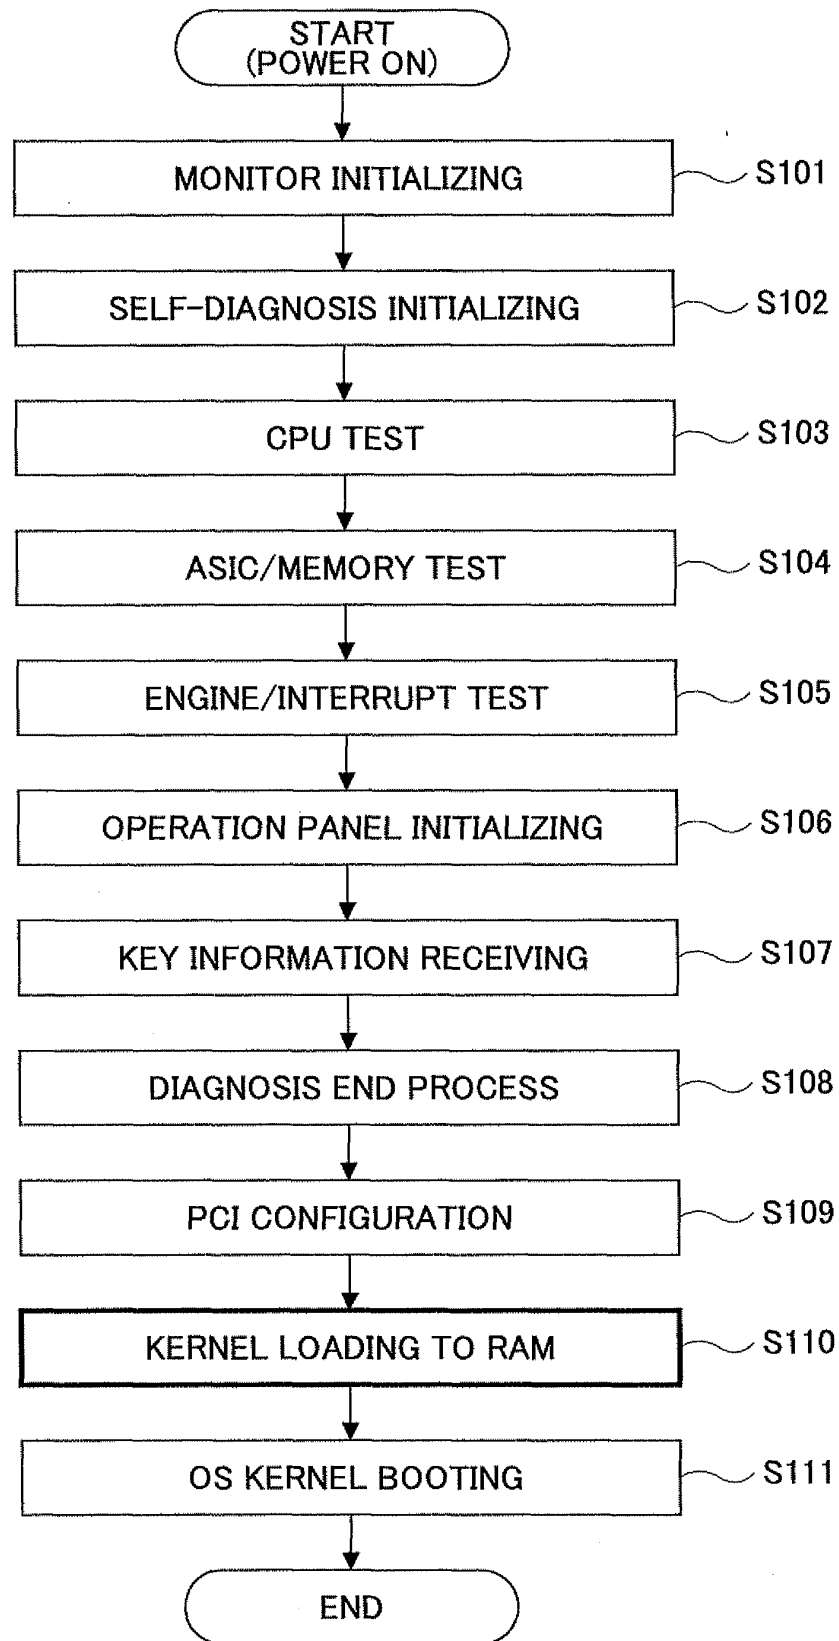 START
(POWER ON)
MONITOR INITIALIZING
S101
SELF-DIAGNOSIS INITIALIZING
S102
CPU TEST
S103
ASIC/MEMORY TEST
S104
ENGINE/INTERRUPT TEST
S105
OPERATION PANEL INITIALIZING
S106
KEY INFORMATION RECEIVING
S107
DIAGNOSIS END PROCESS
S108
PCI CONFIGURATION
S109
KERNEL LOADING TO RAM
S110
OS KERNEL BOOTING
S111
END